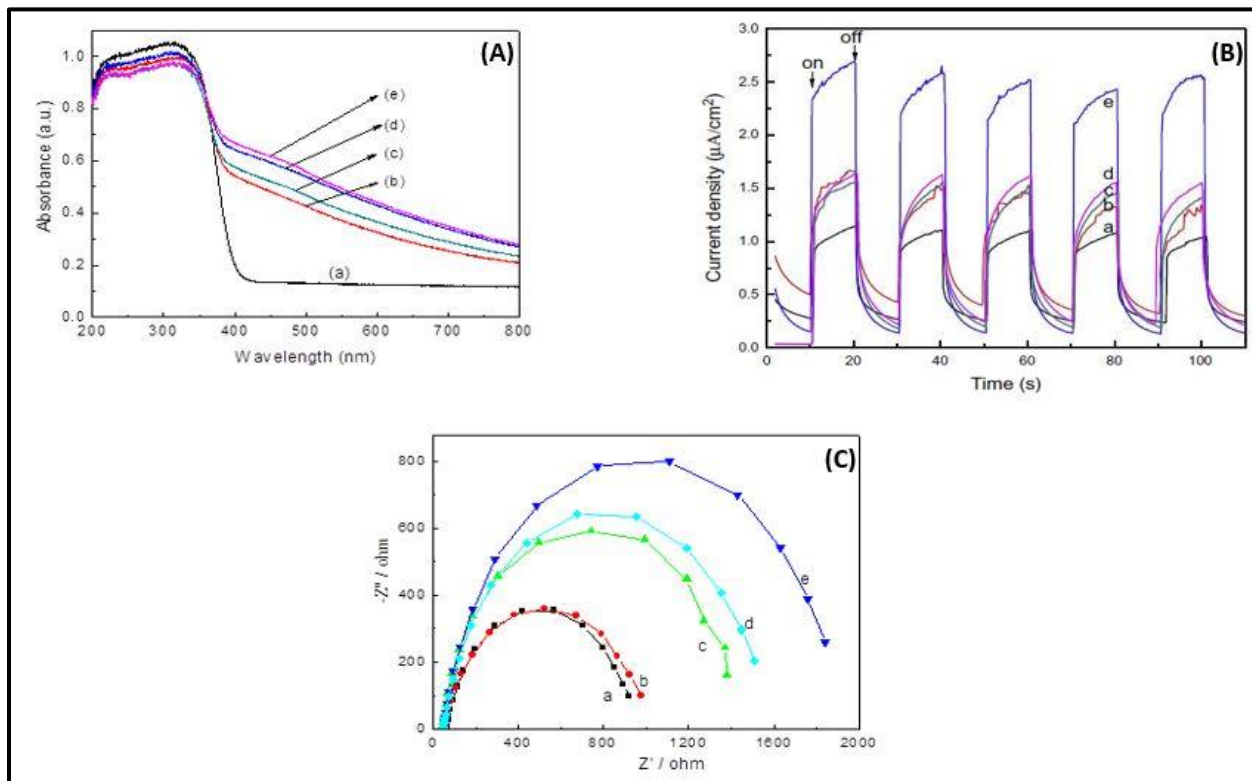 (A)
1.0
0.8
0.6
0.4
0.2
0.0
Absorbance (a.u.)
(e)
(d)
(c)
(b)
(a)
200 300 400 500 600 700 800
Wavelength (nm)
(B)
3.0
2.5
2.0
1.5
1.0
0.5
0.0
Current density (µA/cm²)
on
off
e
d
c
b
a
0 20 40 60 80 100
Time (s)
(C)
800
600
400
200
0
-Z" / ohm
e
d
c
b
a
0 400 800 1200 1600 2000
Z' / ohm